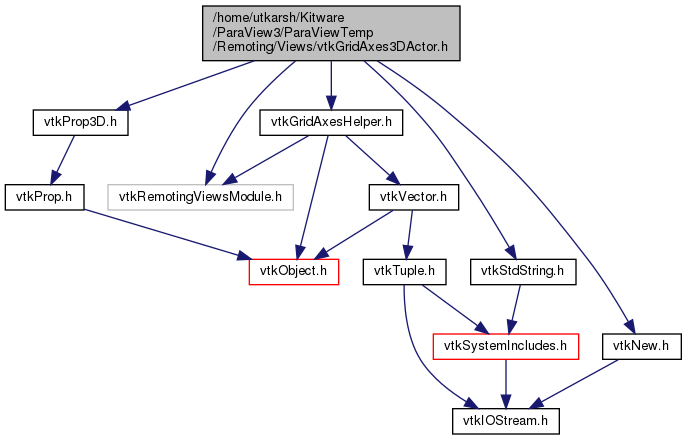 /home/utkarsh/Kitware
/ParaView3/ParaViewTemp
/Remoting/Views/vtkGridAxes3DActor.h
vtkProp3D.h
vtkGridAxesHelper.h
vtkProp.h
vtkRemotingViewsModule.h
vtkVector.h
vtkObject.h
vtkTuple.h
vtkStdString.h
vtkSystemIncludes.h
vtkNew.h
vtkIOStream.h